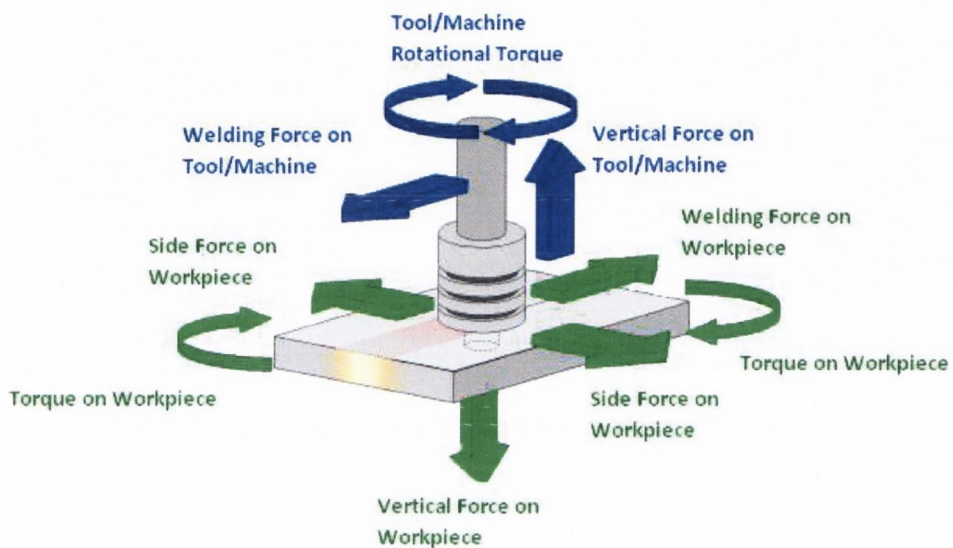 Tool/Machine
Rotational Torque
Welding Force on
Tool/Machine
Vertical Force on
Tool/Machine
Welding Force on
Workpiece
Side Force on
Workpiece
Torque on Workpiece
Torque on Workpiece
Side Force on
Workpiece
Vertical Force on
Workpiece